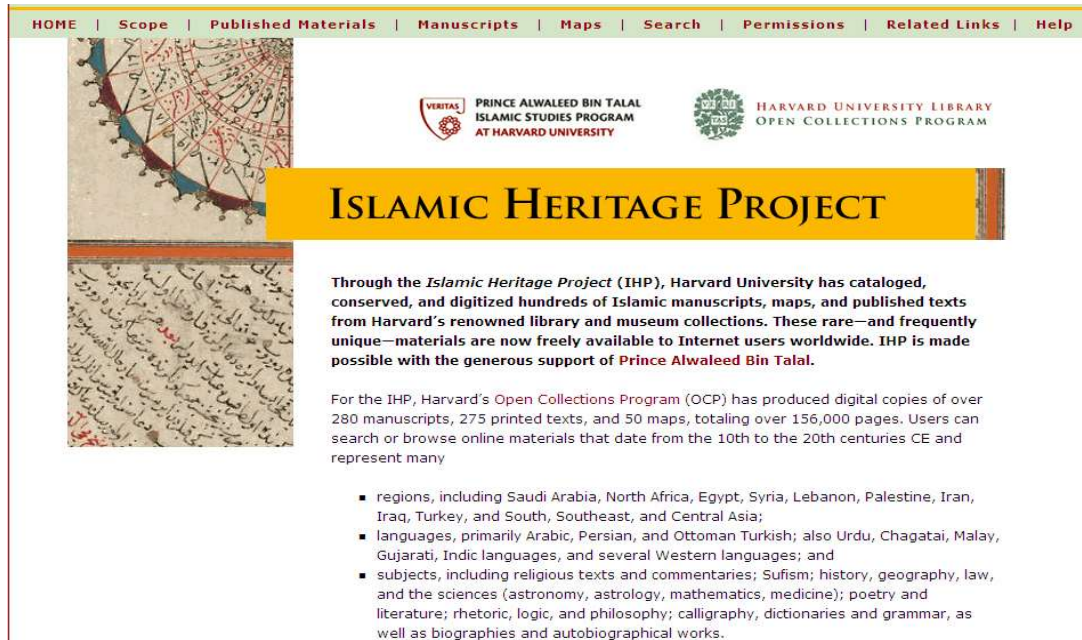 HOME | Scope | Published Materials | Manuscripts | Maps | Search | Permissions | Related Links | Help
VERITAS
PRINCE ALWALEED BIN TALAL
ISLAMIC STUDIES PROGRAM
AT HARVARD UNIVERSITY
VE RI TAS
HARVARD UNIVERSITY LIBRARY
OPEN COLLECTIONS PROGRAM
ISLAMIC HERITAGE PROJECT
Through the Islamic Heritage Project (IHP), Harvard University has cataloged,
conserved, and digitized hundreds of Islamic manuscripts, maps, and published texts
from Harvard's renowned library and museum collections. These rare—and frequently
unique—materials are now freely available to Internet users worldwide. IHP is made
possible with the generous support of Prince Alwaleed Bin Talal.
For the IHP, Harvard's Open Collections Program (OCP) has produced digital copies of over
280 manuscripts, 275 printed texts, and 50 maps, totaling over 156,000 pages. Users can
search or browse online materials that date from the 10th to the 20th centuries CE and
represent many
▪ regions, including Saudi Arabia, North Africa, Egypt, Syria, Lebanon, Palestine, Iran,
Iraq, Turkey, and South, Southeast, and Central Asia;
▪ languages, primarily Arabic, Persian, and Ottoman Turkish; also Urdu, Chagatai, Malay,
Gujarati, Indic languages, and several Western languages; and
▪ subjects, including religious texts and commentaries; Sufism; history, geography, law,
and the sciences (astronomy, astrology, mathematics, medicine); poetry and
literature; rhetoric, logic, and philosophy; calligraphy, dictionaries and grammar, as
well as biographies and autobiographical works.